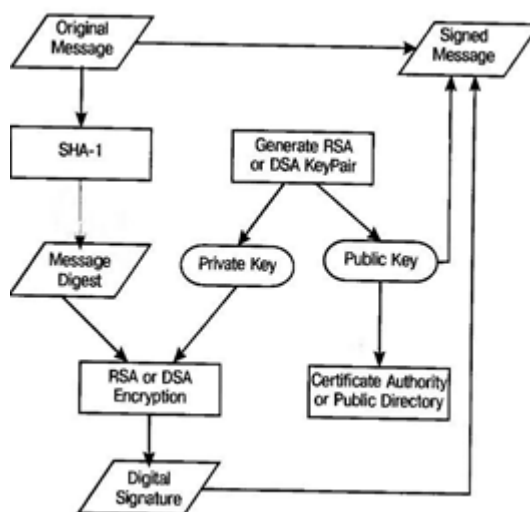 Original
Message
Signed
Message
SHA-1
Generate RSA
or DSA KeyPair
Message
Digest
Private Key
Public Key
RSA or DSA
Encryption
Certificate Authority
or Public Directory
Digital
Signature